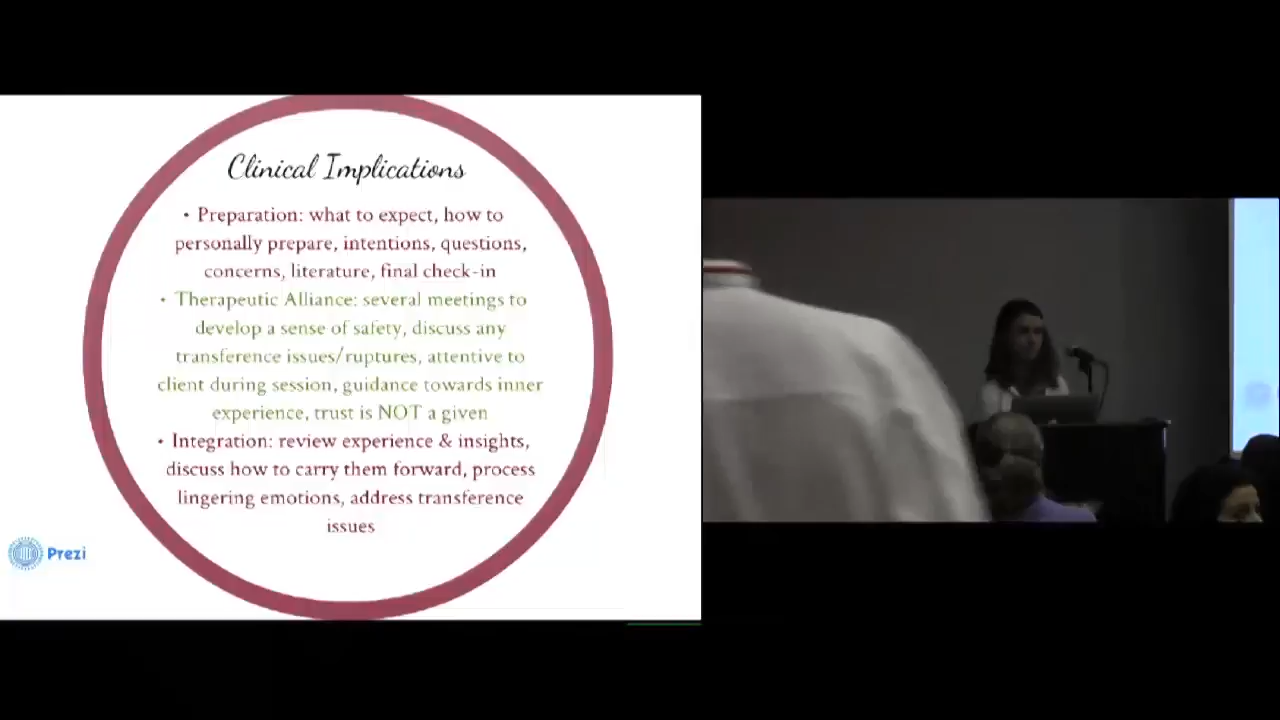 Clinical Implications
• Preparation: what to expect, how to
personally prepare, intentions, questions,
concerns, literature, final check-in
• Therapeutic Alliance: several meetings to
develop a sense of safety, discuss any
transference issues/ruptures, attentive to
client during session, guidance towards inner
experience, trust is NOT a given
• Integration: review experience & insights,
discuss how to carry them forward, process
lingering emotions, address transference
issues
Prezi